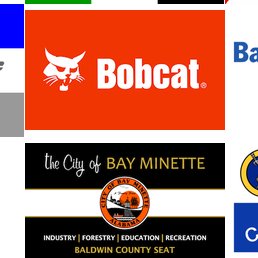 Bobcat®
Ba
the City of BAY MINETTE
CITY OF BAY MINETTE
ALABAMA
C
INDUSTRY | FORESTRY | EDUCATION | RECREATION
BALDWIN COUNTY SEAT